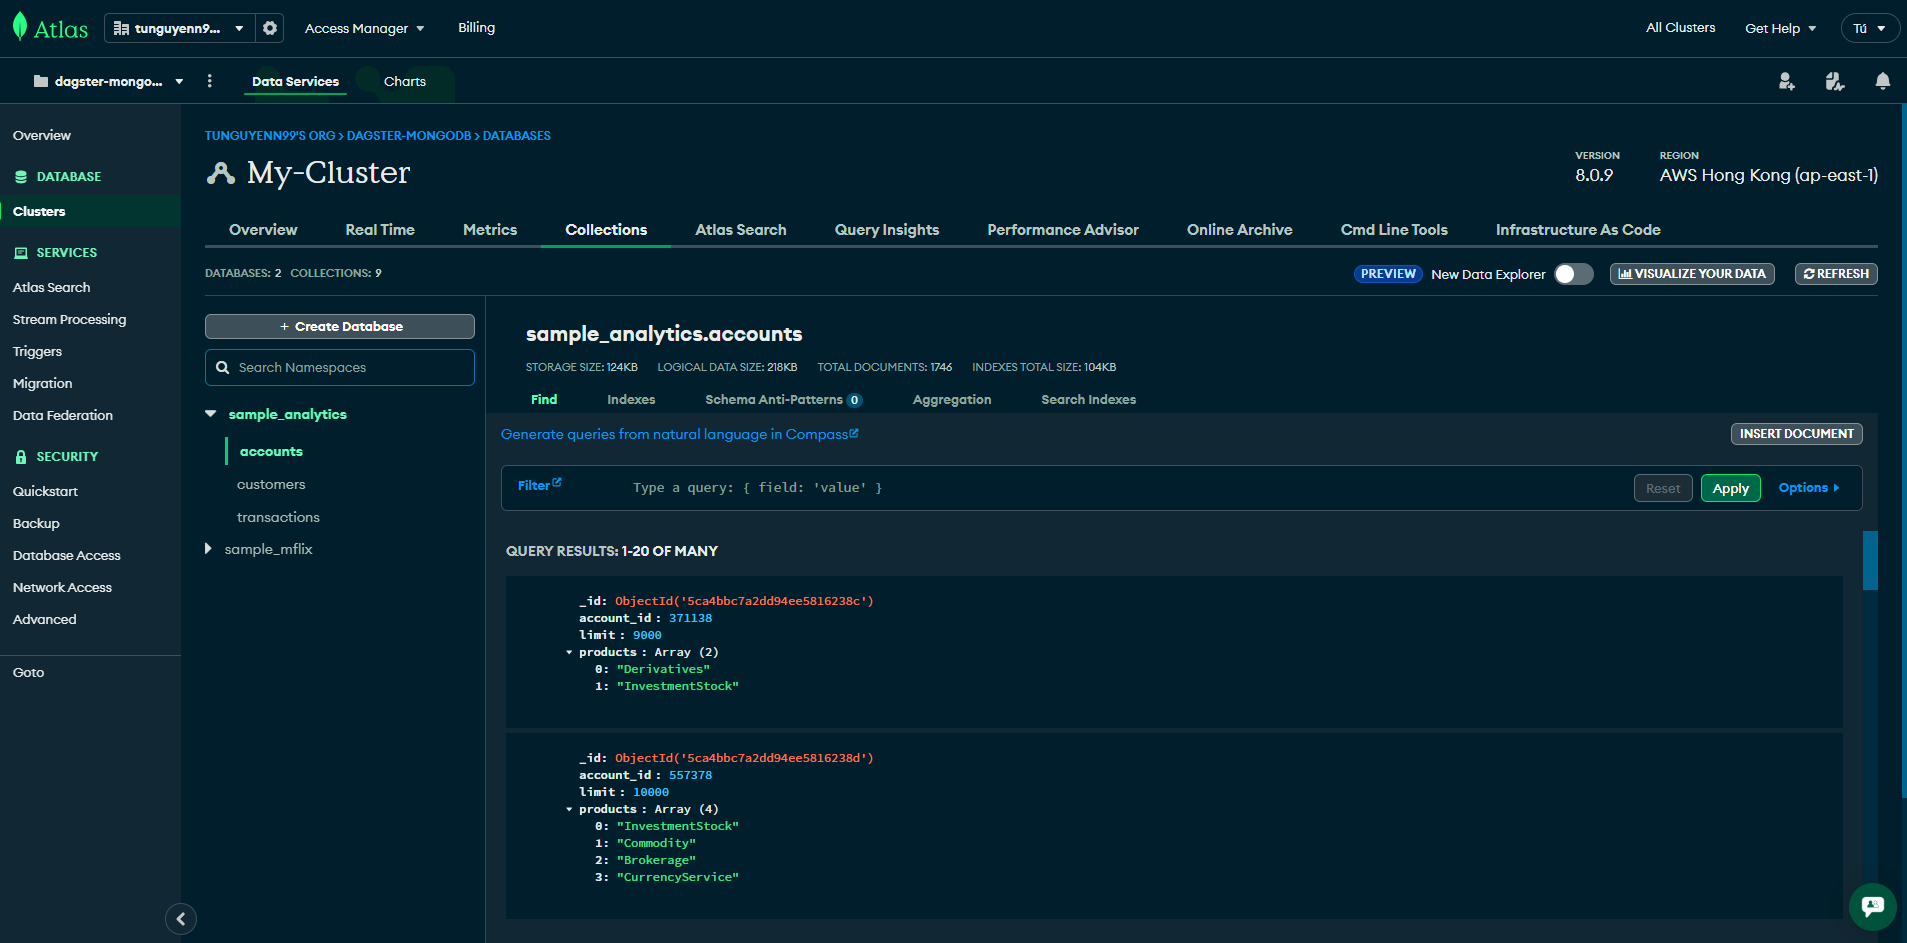 Atlas
tunguyenn9...
Access Manager
Billing
All Clusters
Get Help
Tú
dagster-mongo...
Data Services
Charts
Overview
DATABASE
Clusters
SERVICES
Atlas Search
Stream Processing
Triggers
Migration
Data Federation
SECURITY
Quickstart
Backup
Database Access
Network Access
Advanced
Goto
TUNGUYENN99'S ORG > DAGSTER-MONGODB > DATABASES
My-Cluster
VERSION
8.0.9
REGION
AWS Hong Kong (ap-east-1)
Overview
Real Time
Metrics
Collections
Atlas Search
Query Insights
Performance Advisor
Online Archive
Cmd Line Tools
Infrastructure As Code
DATABASES: 2 COLLECTIONS: 9
PREVIEW
New Data Explorer
VISUALIZE YOUR DATA
REFRESH
+ Create Database
Search Namespaces
sample_analytics
accounts
customers
transactions
sample_mflix
sample_analytics.accounts
STORAGE SIZE: 124KB
LOGICAL DATA SIZE: 218KB
TOTAL DOCUMENTS: 1746
INDEXES TOTAL SIZE: 104KB
Find
Indexes
Schema Anti-Patterns 0
Aggregation
Search Indexes
Generate queries from natural language in Compass
INSERT DOCUMENT
Filter
Type a query: { field: 'value' }
Reset
Apply
Options
QUERY RESULTS: 1-20 OF MANY
_id: ObjectId('5ca4bbc7a2dd94ee5816238c')
account_id : 371138
limit : 9000
products : Array (2)
0: "Derivatives"
1: "InvestmentStock"
_id: ObjectId('5ca4bbc7a2dd94ee5816238d')
account_id : 557378
limit : 10000
products : Array (4)
0: "InvestmentStock"
1: "Commodity"
2: "Brokerage"
3: "CurrencyService"